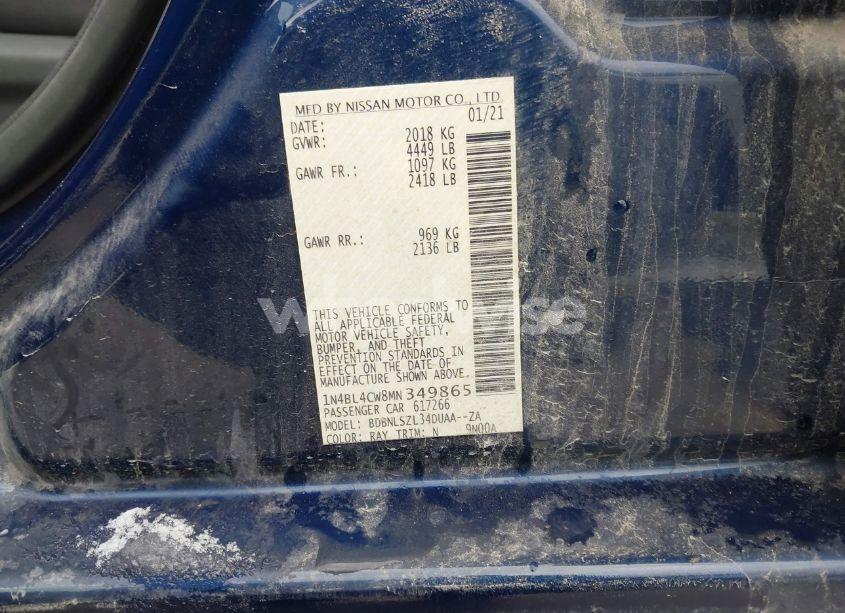 MFD BY NISSAN MOTOR CO., LTD.
DATE: 01/21
GVWR: 2018 KG
4449 LB
GAWR FR.: 1097 KG
2418 LB
GAWR RR.: 969 KG
2136 LB
THIS VEHICLE CONFORMS TO
ALL APPLICABLE FEDERAL
MOTOR VEHICLE SAFETY,
BUMPER, AND THEFT
PREVENTION STANDARDS IN
EFFECT ON THE DATE OF
MANUFACTURE SHOWN ABOVE.
1N4BL4CW8MN349865
PASSENGER CAR 617266
MODEL: BDBNLSZL34DUAA--ZA
COLOR: RAY TRIM: N 9N00A